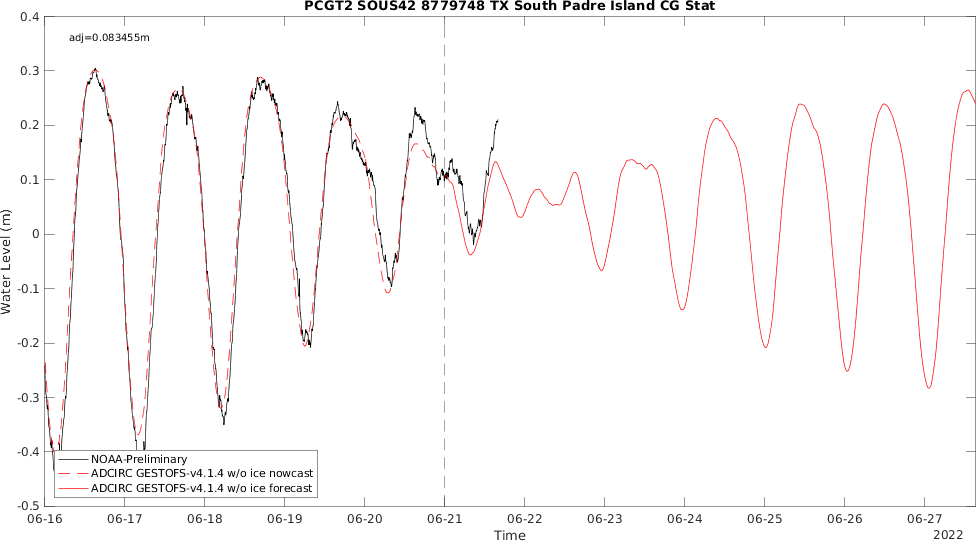 PCGT2 SOUS42 8779748 TX South Padre Island CG Stat
adj=0.083455m
0.4
0.3
0.2
0.1
0
-0.1
-0.2
-0.3
-0.4
-0.5
Water Level (m)
NOAA-Preliminary
ADCIRC GESTOFS-v4.1.4 w/o ice nowcast
ADCIRC GESTOFS-v4.1.4 w/o ice forecast
06-16 06-17 06-18 06-19 06-20 06-21 06-22 06-23 06-24 06-25 06-26 06-27
Time
2022